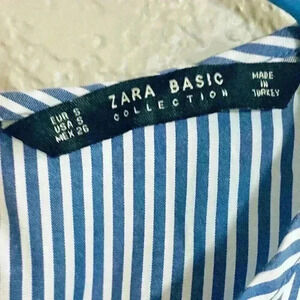 EUR S
USA S
MEX 26
ZARA BASIC
COLLECTION
MADE
IN
TURKEY